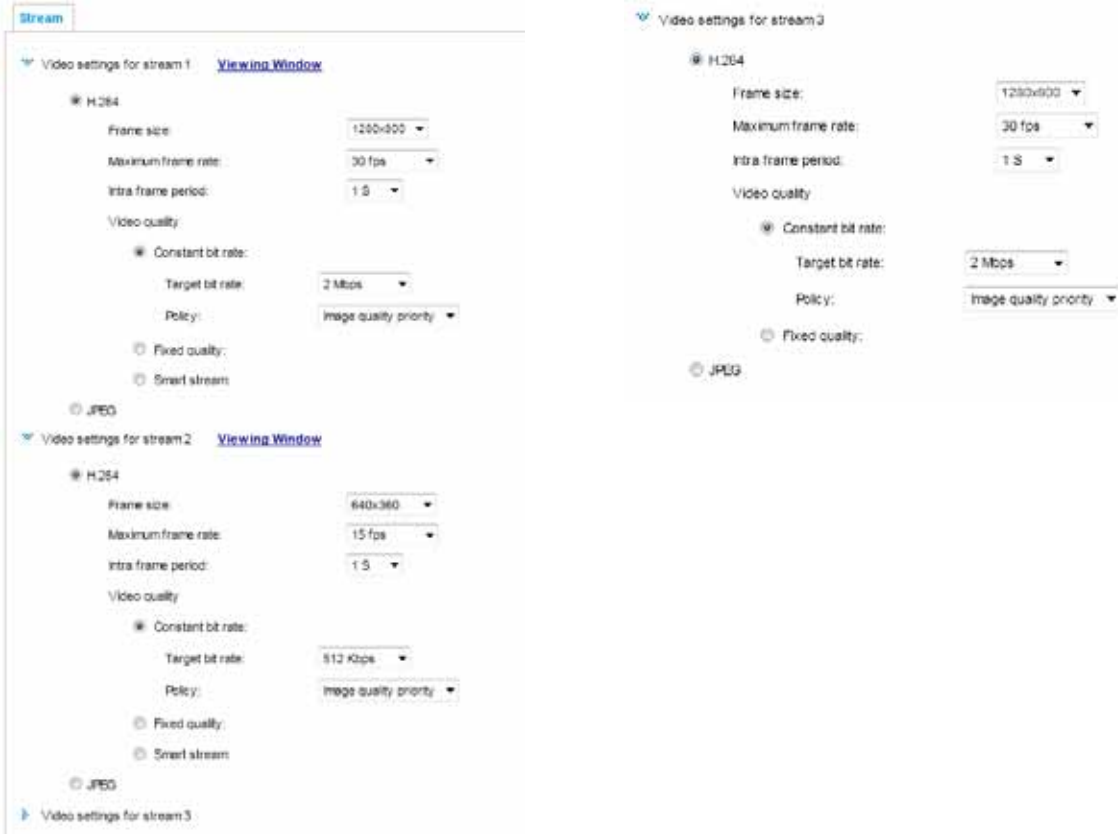 Stream
Video settings for stream 1 Viewing Window
H.264
Frame size:
1280x800
Maximum frame rate:
30 fps
Intra frame period:
1 S
Video quality
Constant bit rate:
Target bit rate:
2 Mbps
Policy:
Image quality priority
Fixed quality:
Smart stream
JPEG
Video settings for stream 2 Viewing Window
H.264
Frame size:
640x360
Maximum frame rate:
15 fps
Intra frame period:
1 S
Video quality
Constant bit rate:
Target bit rate:
512 Kbps
Policy:
Image quality priority
Fixed quality:
Smart stream
JPEG
Video settings for stream 3
Video settings for stream 3
H.264
Frame size:
1280x800
Maximum frame rate:
30 fps
Intra frame period:
1 S
Video quality
Constant bit rate:
Target bit rate:
2 Mbps
Policy:
Image quality priority
Fixed quality:
JPEG